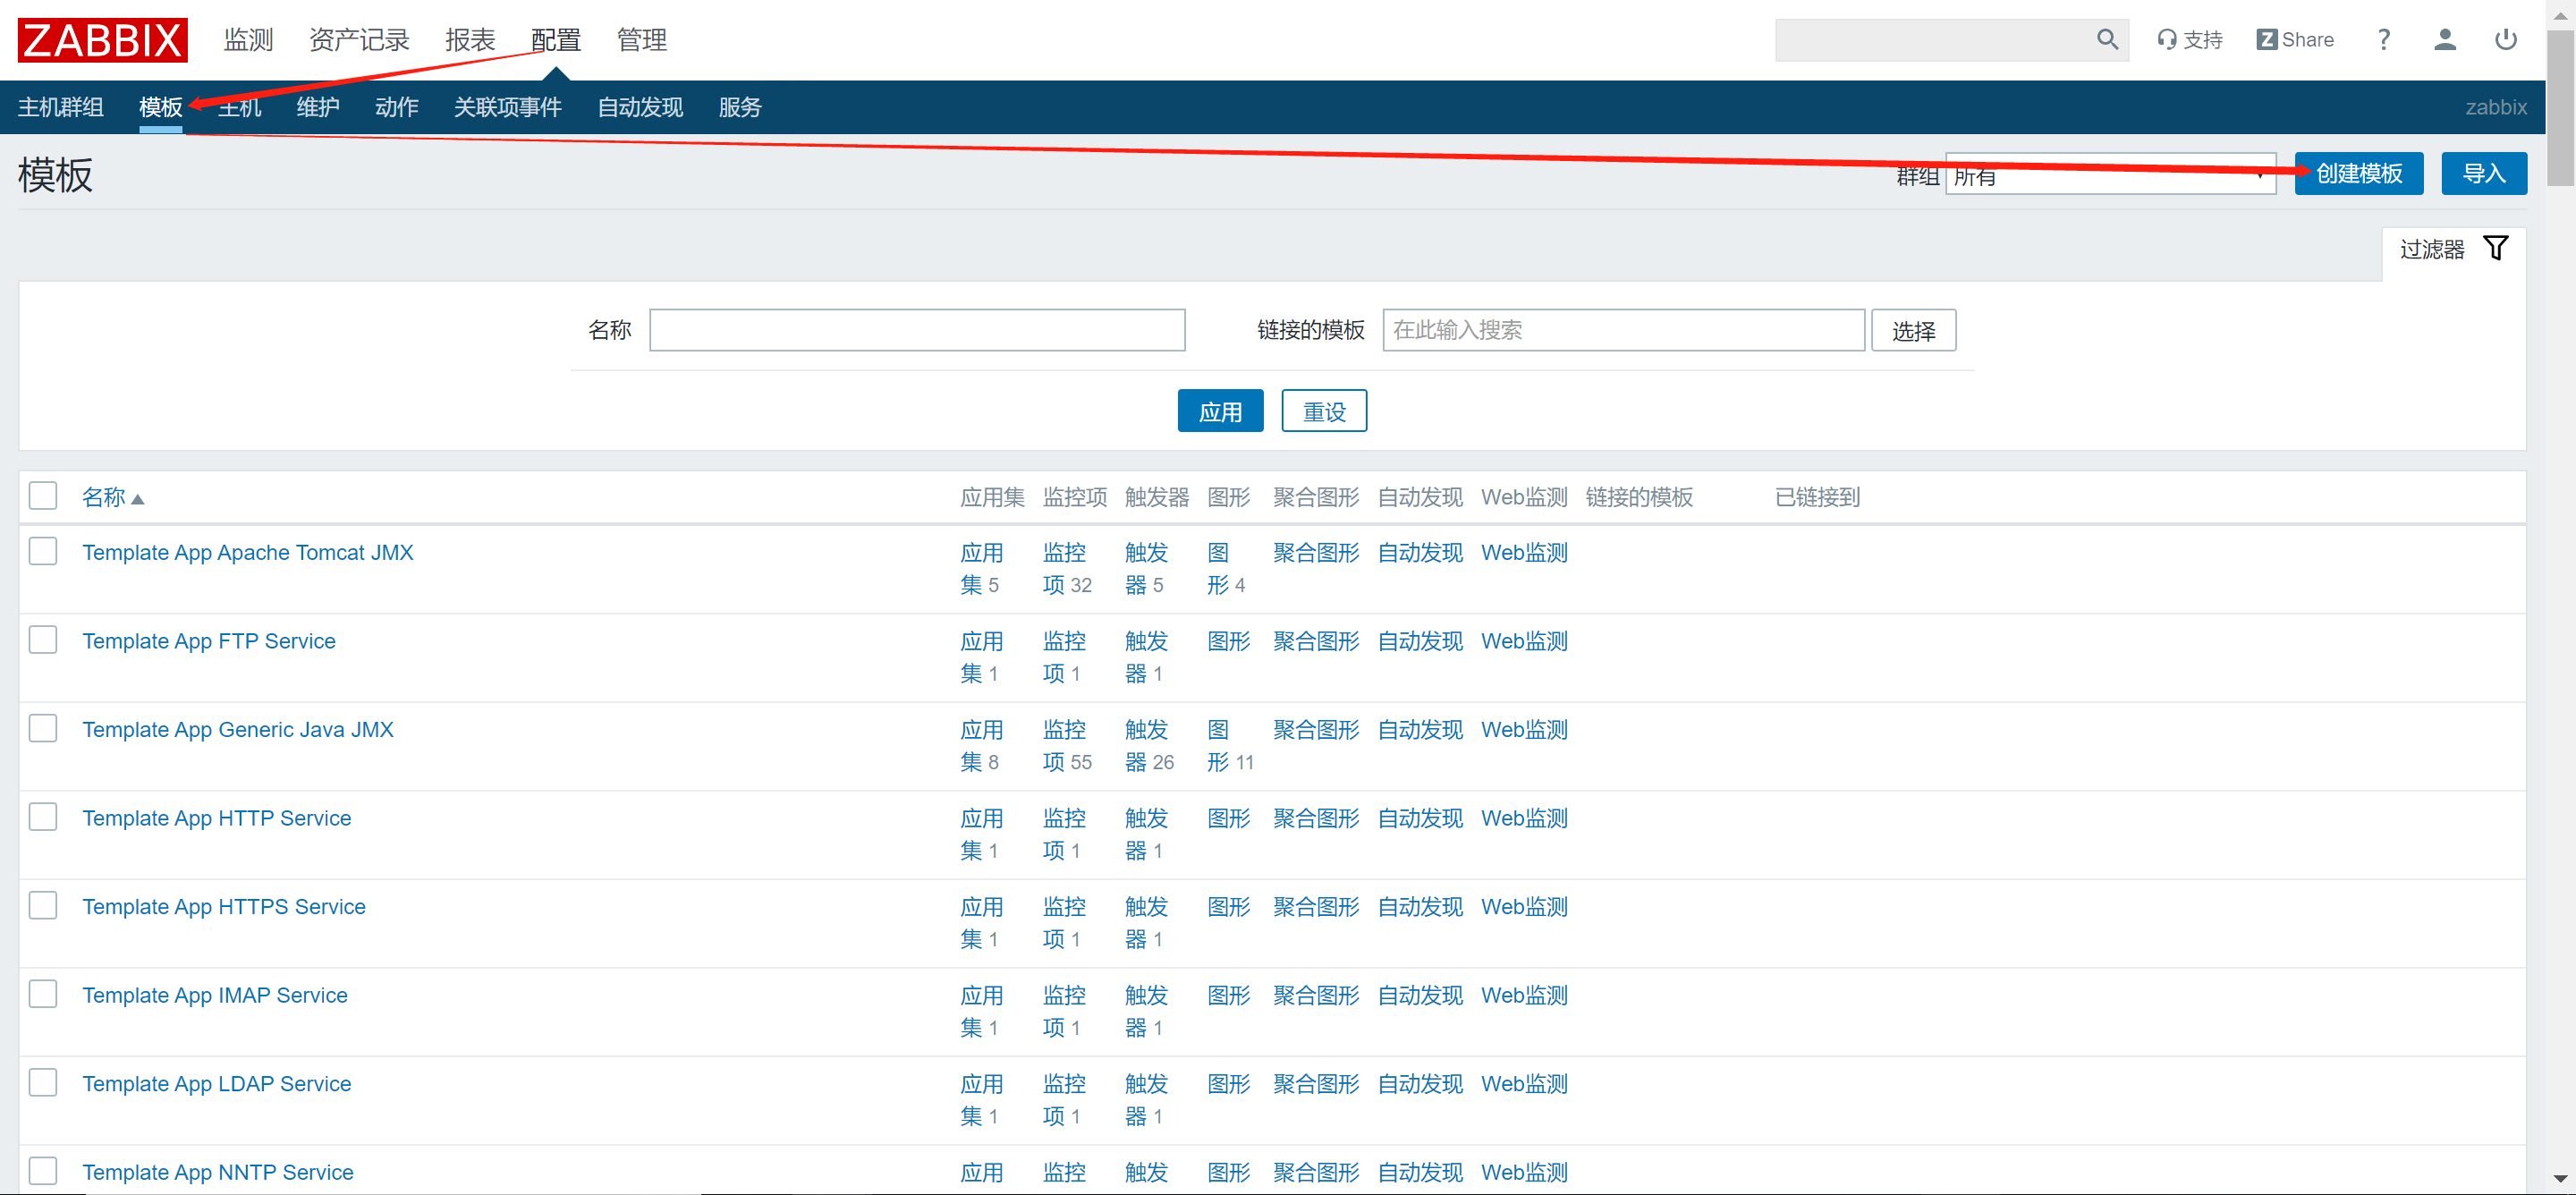 ZABBIX 监测 资产记录 报表 配置 管理 支持 Z Share ?
主机群组 模板 主机 维护 动作 关联项事件 自动发现 服务 zabbix
模板 群组 所有 创建模板 导入
过滤器
名称 链接的模板 在此输入搜索 选择
应用 重设
名称 应用集 监控项 触发器 图形 聚合图形 自动发现 Web监测 链接的模板 已链接到
Template App Apache Tomcat JMX 应用 监控 触发 图 聚合图形 自动发现 Web监测
集 5 项 32 器 5 形 4
Template App FTP Service 应用 监控 触发 图形 聚合图形 自动发现 Web监测
集 1 项 1 器 1
Template App Generic Java JMX 应用 监控 触发 图 聚合图形 自动发现 Web监测
集 8 项 55 器 26 形 11
Template App HTTP Service 应用 监控 触发 图形 聚合图形 自动发现 Web监测
集 1 项 1 器 1
Template App HTTPS Service 应用 监控 触发 图形 聚合图形 自动发现 Web监测
集 1 项 1 器 1
Template App IMAP Service 应用 监控 触发 图形 聚合图形 自动发现 Web监测
集 1 项 1 器 1
Template App LDAP Service 应用 监控 触发 图形 聚合图形 自动发现 Web监测
集 1 项 1 器 1
Template App NNTP Service 应用 监控 触发 图形 聚合图形 自动发现 Web监测